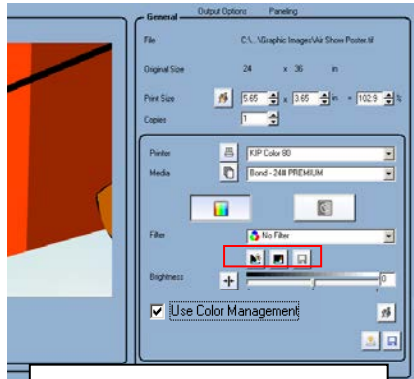 Output Options Paneling
General
File C:\...\Graphic Images\Air Show Poster.tif
Original Size 24 x 36 in
Print Size 5.65 x 3.65 in = 102.9 %
Copies 1
Printer KIP Color 80
Media Bond - 24# PREMIUM
Filter No Filter
Brightness 0
Use Color Management